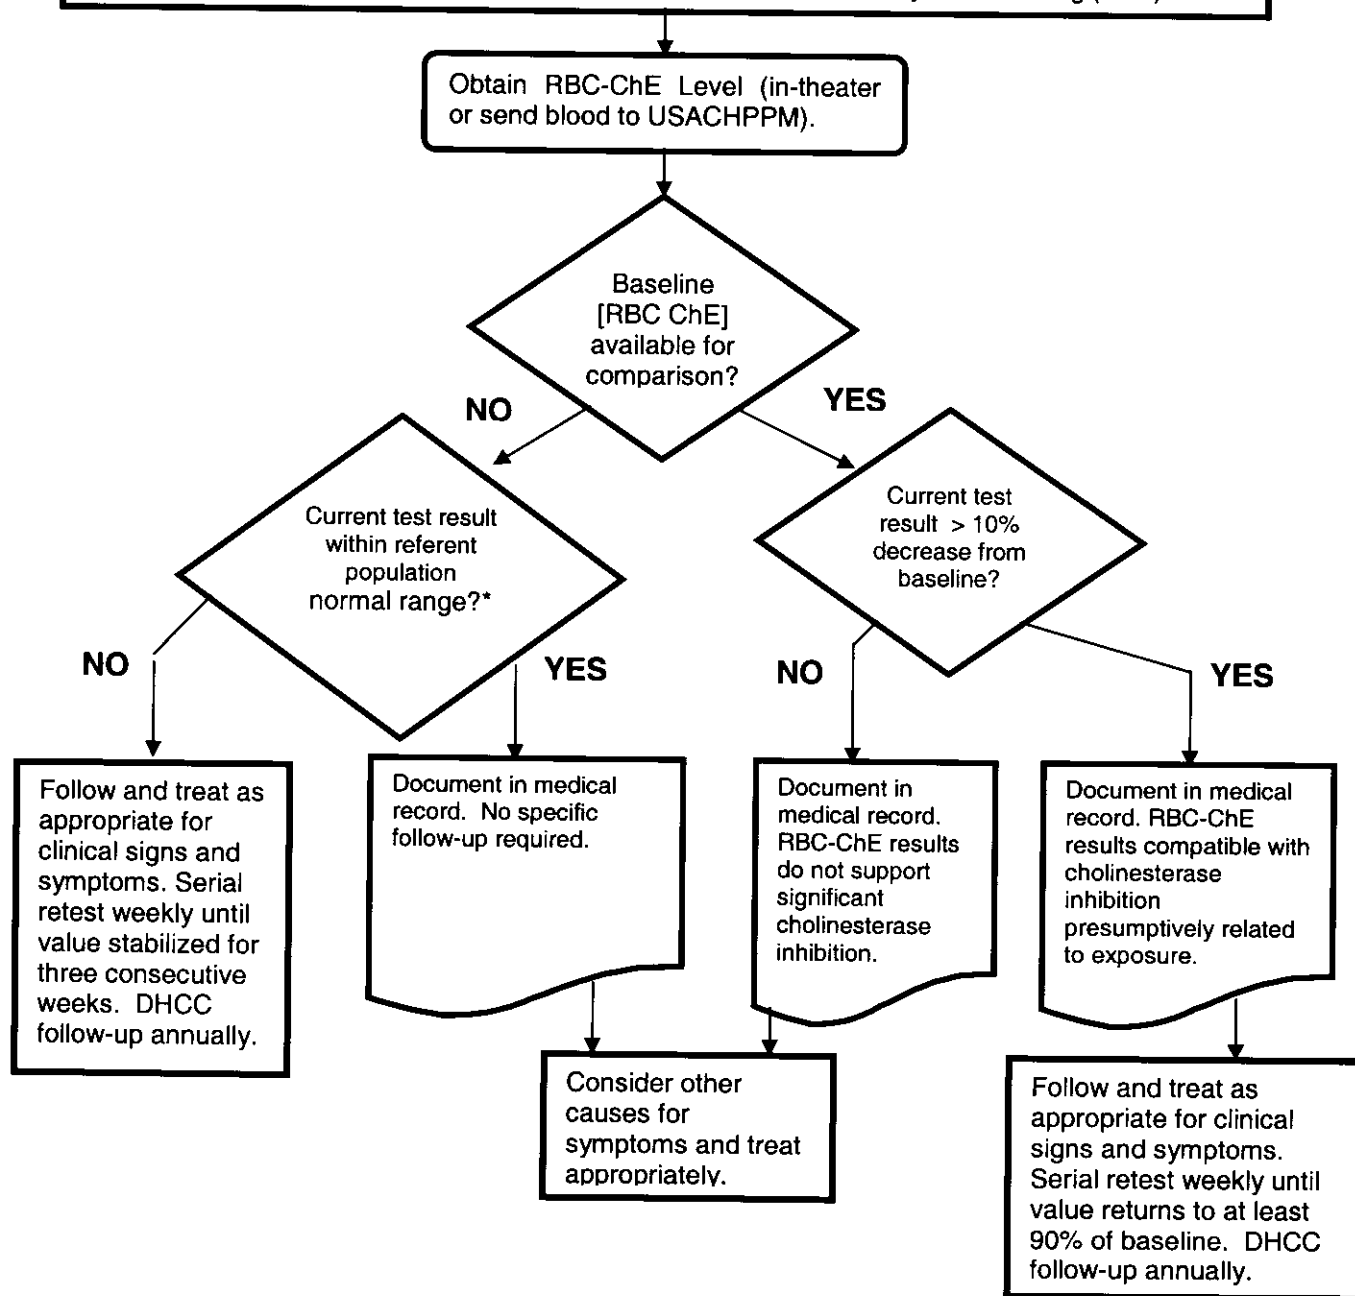 Obtain RBC-ChE Level (in-theater
or send blood to USACHPPM).
Baseline
[RBC ChE]
available for
comparison?
NO
YES
Current test result
within referent
population
normal range?*
Current test
result > 10%
decrease from
baseline?
NO
YES
NO
YES
Follow and treat as
appropriate for
clinical signs and
symptoms. Serial
retest weekly until
value stabilized for
three consecutive
weeks. DHCC
follow-up annually.
Document in medical
record. No specific
follow-up required.
Document in
medical record.
RBC-ChE results
do not support
significant
cholinesterase
inhibition.
Document in medical
record. RBC-ChE
results compatible with
cholinesterase
inhibition
presumptively related
to exposure.
Consider other
causes for
symptoms and treat
appropriately.
Follow and treat as
appropriate for clinical
signs and symptoms.
Serial retest weekly until
value returns to at least
90% of baseline. DHCC
follow-up annually.